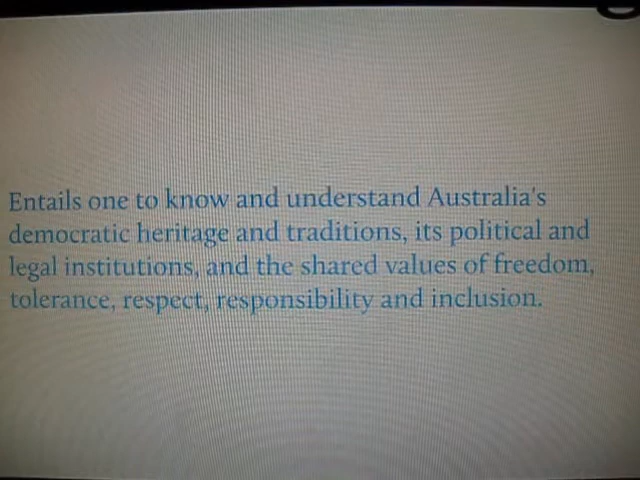 Entails one to know and understand Australia's
democratic heritage and traditions, its political and
legal institutions, and the shared values of freedom,
tolerance, respect, responsibility and inclusion.